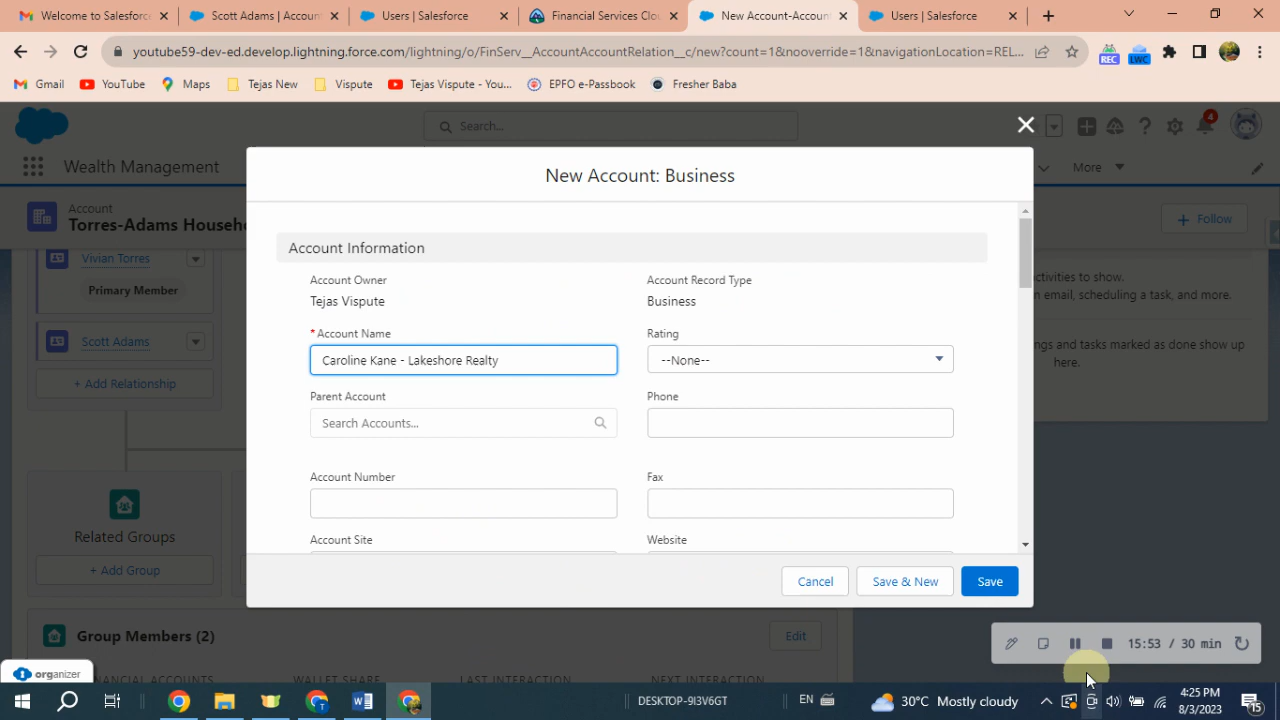 Welcome to Salesforce
Scott Adams | Account
Users | Salesforce
Financial Services Clou
New Account-Account
Users | Salesforce
youtube59-dev-ed.develop.lightning.force.com/lightning/o/FinServ__AccountAccountRelation__c/new?count=1&nooverride=1&navigationLocation=REL...
REC
LWC
Gmail
YouTube
Maps
Tejas New
Vispute
Tejas Vispute - You...
EPFO e-Passbook
Fresher Baba
Search...
4
Wealth Management
More
New Account: Business
Account
Torres-Adams Househo
Follow
Account Information
Vivian Torres
Primary Member
Scott Adams
+ Add Relationship
Account Owner
Tejas Vispute
Account Record Type
Business
ctivities to show.
n email, scheduling a task, and more.
* Account Name
Caroline Kane - Lakeshore Realty
Rating
--None--
ngs and tasks marked as done show up
here.
Parent Account
Search Accounts...
Phone
Account Number
Fax
Account Site
Website
Related Groups
+ Add Group
Cancel
Save & New
Save
Group Members (2)
Edit
15:53 / 30 min
organizer
NAME
WALLET SHARE
LAST INTERACTION
NEXT INTERACTION
DESKTOP-9I3V6GT
EN
30°C Mostly cloudy
4:25 PM
8/3/2023
15